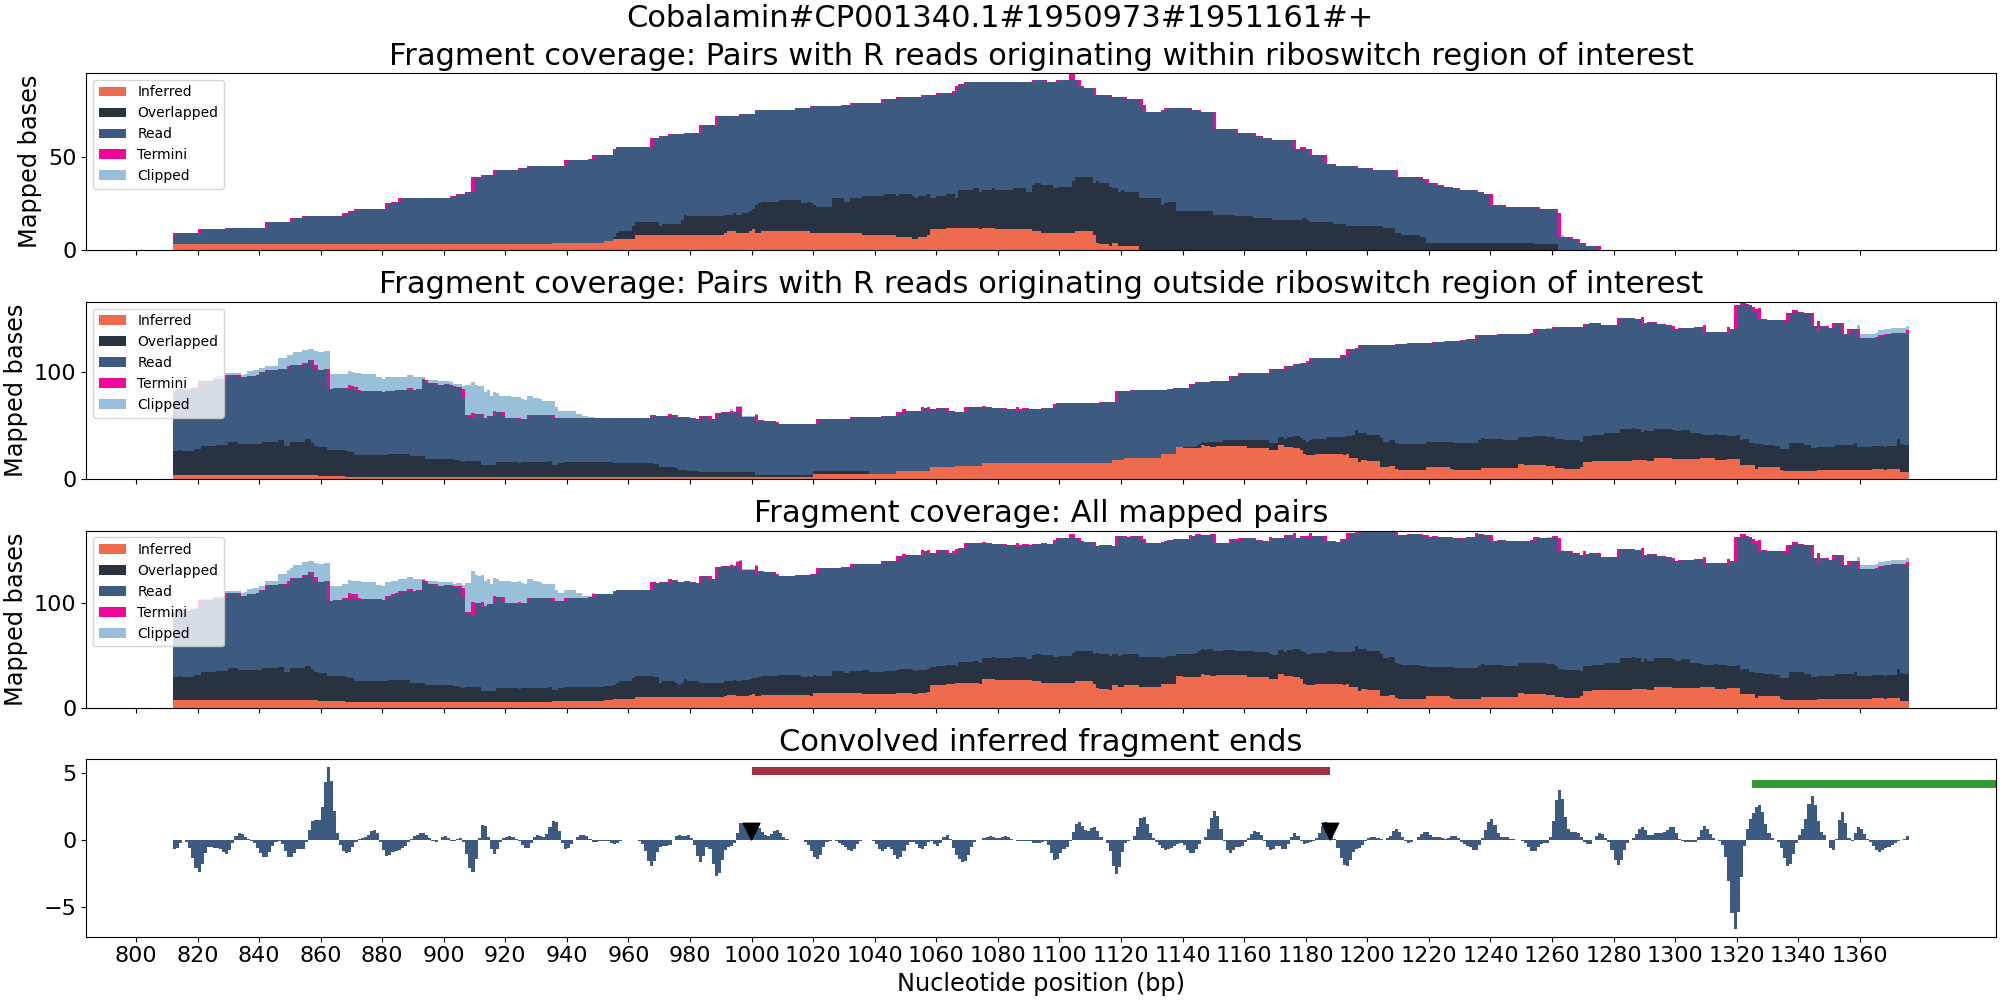 Cobalamin#CP001340.1#1950973#1951161#+
Fragment coverage: Pairs with R reads originating within riboswitch region of interest
Mapped bases
50
0
Inferred
Overlapped
Read
Termini
Clipped
Fragment coverage: Pairs with R reads originating outside riboswitch region of interest
Mapped bases
100
0
Inferred
Overlapped
Read
Termini
Clipped
Fragment coverage: All mapped pairs
Mapped bases
100
0
Inferred
Overlapped
Read
Termini
Clipped
Convolved inferred fragment ends
5
0
−5
800 820 840 860 880 900 920 940 960 980 1000 1020 1040 1060 1080 1100 1120 1140 1160 1180 1200 1220 1240 1260 1280 1300 1320 1340 1360
Nucleotide position (bp)